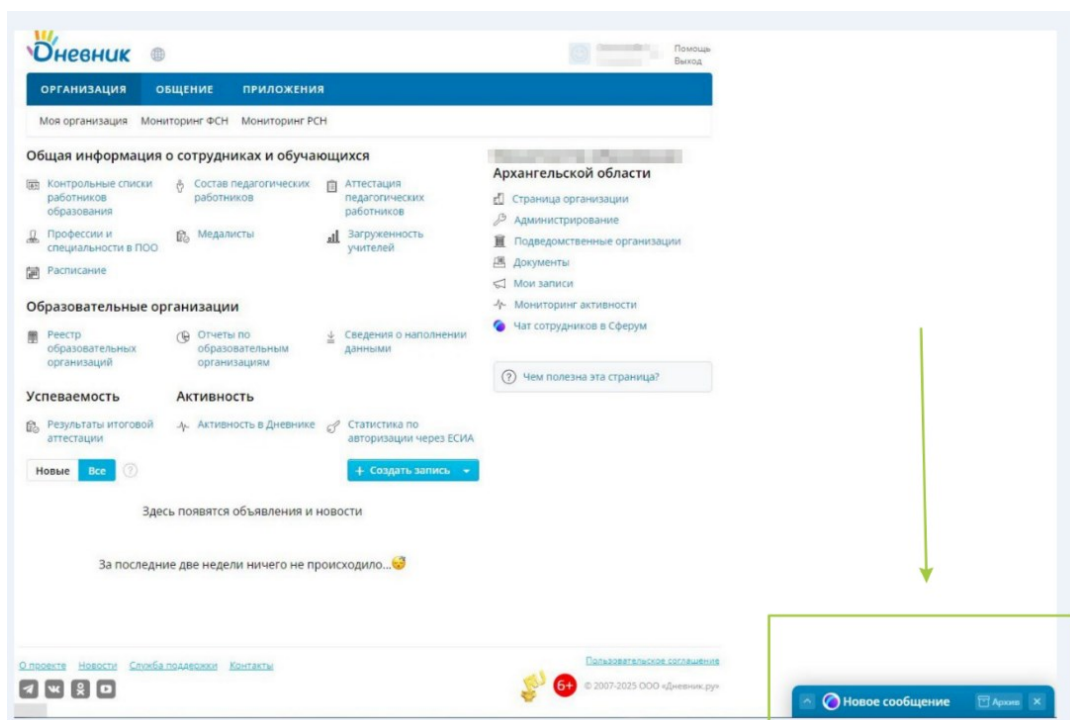 Дневник
Помощь
Выход
ОРГАНИЗАЦИЯ ОБЩЕНИЕ ПРИЛОЖЕНИЯ
Моя организация Мониторинг ФСН Мониторинг РСН
Общая информация о сотрудниках и обучающихся
Контрольные списки
работников
образования
Состав педагогических
работников
Аттестация
педагогических
работников
Профессии и
специальности в ПОО
Медалисты
Загруженность
учителей
Расписание
Образовательные организации
Реестр
образовательных
организаций
Отчеты по
образовательным
организациям
Сведения о наполнении
данными
Успеваемость
Активность
Результаты итоговой
аттестации
Активность в Дневнике
Статистика по
авторизации через ЕСИА
Новые Все ?
+ Создать запись
Здесь появятся объявления и новости
За последние две недели ничего не происходило...
Архангельской области
Страница организации
Администрирование
Подведомственные организации
Документы
Мои записи
Мониторинг активности
Чат сотрудников в Сферум
? Чем полезна эта страница?
О проекте Новости Служба поддержки Контакты
Пользовательское соглашение
6+ © 2007-2025 ООО «Дневник.ру»
Новое сообщение Архив